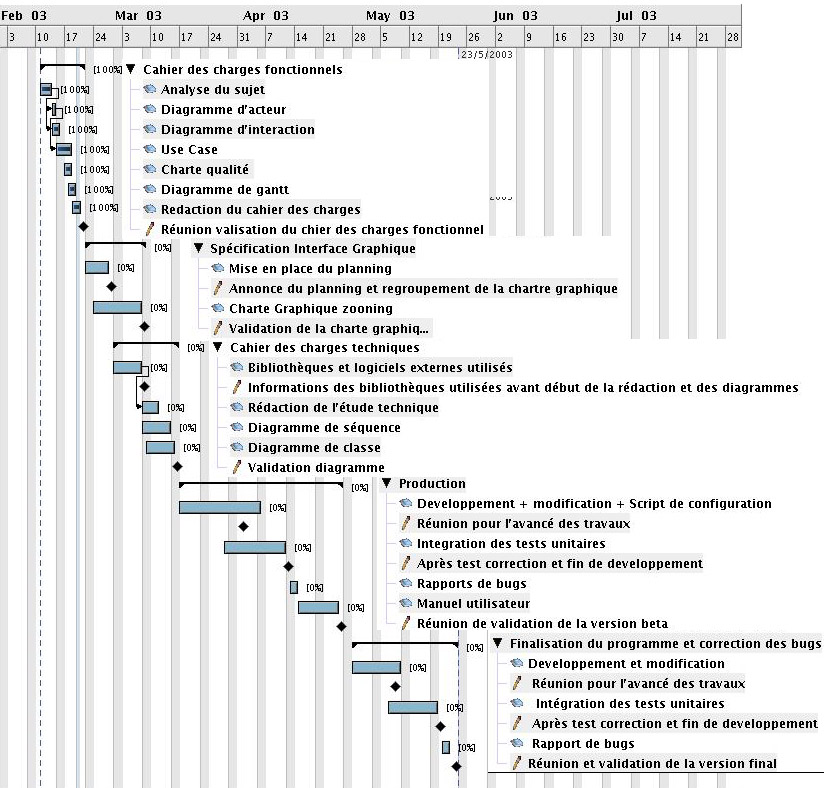 Feb 03 Mar 03 Apr 03 May 03 Jun 03 Jul 03
3 10 17 24 3 10 17 24 31 7 14 21 28 5 12 19 26 2 9 16 23 30 7 14 21 28
23/5/2003
[100%] Cahier des charges fonctionnels
[100%] Analyse du sujet
[100%] Diagramme d'acteur
[100%] Diagramme d'interaction
[100%] Use Case
[100%] Charte qualité
[100%] Diagramme de gantt
[100%] Redaction du cahier des charges
Réunion valisation du chier des charges fonctionnel
[0%] Spécification Interface Graphique
[0%] Mise en place du planning
Annonce du planning et regroupement de la chartre graphique
[0%] Charte Graphique zooning
Validation de la charte graphiq...
[0%] Cahier des charges techniques
[0%] Bibliothèques et logiciels externes utilisés
Informations des bibliothèques utilisées avant début de la rédaction et des diagrammes
[0%] Rédaction de l'étude technique
[0%] Diagramme de séquence
[0%] Diagramme de classe
Validation diagramme
[0%] Production
[0%] Developpement + modification + Script de configuration
Réunion pour l'avancé des travaux
[0%] Integration des tests unitaires
Après test correction et fin de developpement
[0%] Rapports de bugs
[0%] Manuel utilisateur
Réunion de validation de la version beta
[0%] Finalisation du programme et correction des bugs
[0%] Developpement et modification
Réunion pour l'avancé des travaux
[0%] Intégration des tests unitaires
Après test correction et fin de developpement
[0%] Rapport de bugs
Réunion et validation de la version final